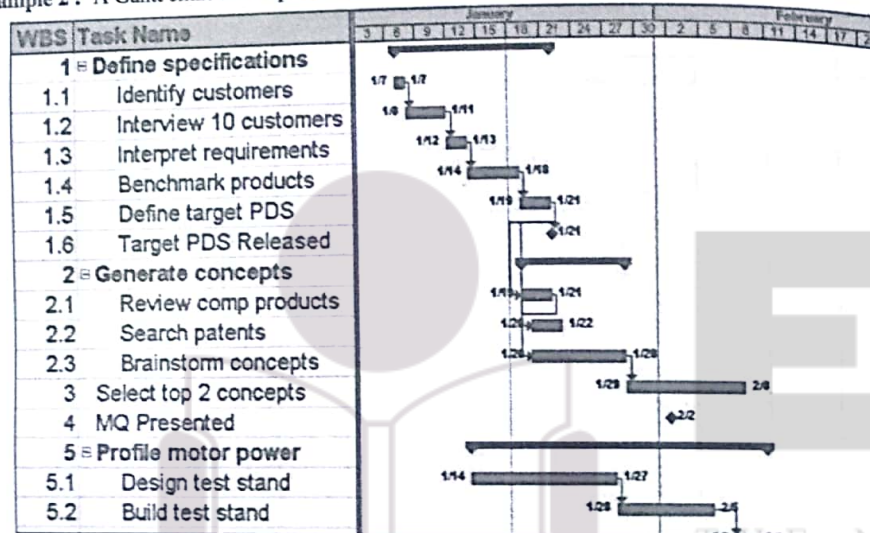 January February
3 6 9 12 15 18 21 24 27 30 2 5 8 11 14 17
WBS Task Name
1 Define specifications
1.1 Identify customers 1/7 1/7
1.2 Interview 10 customers 1/8 1/11
1.3 Interpret requirements 1/12 1/13
1.4 Benchmark products 1/14 1/18
1.5 Define target PDS 1/19 1/21
1.6 Target PDS Released 1/21
2 Generate concepts
2.1 Review comp products 1/19 1/21
2.2 Search patents 1/20 1/22
2.3 Brainstorm concepts 1/20 1/28
3 Select top 2 concepts 1/29 2/8
4 MQ Presented 2/2
5 Profile motor power
5.1 Design test stand 1/14 1/27
5.2 Build test stand 1/28